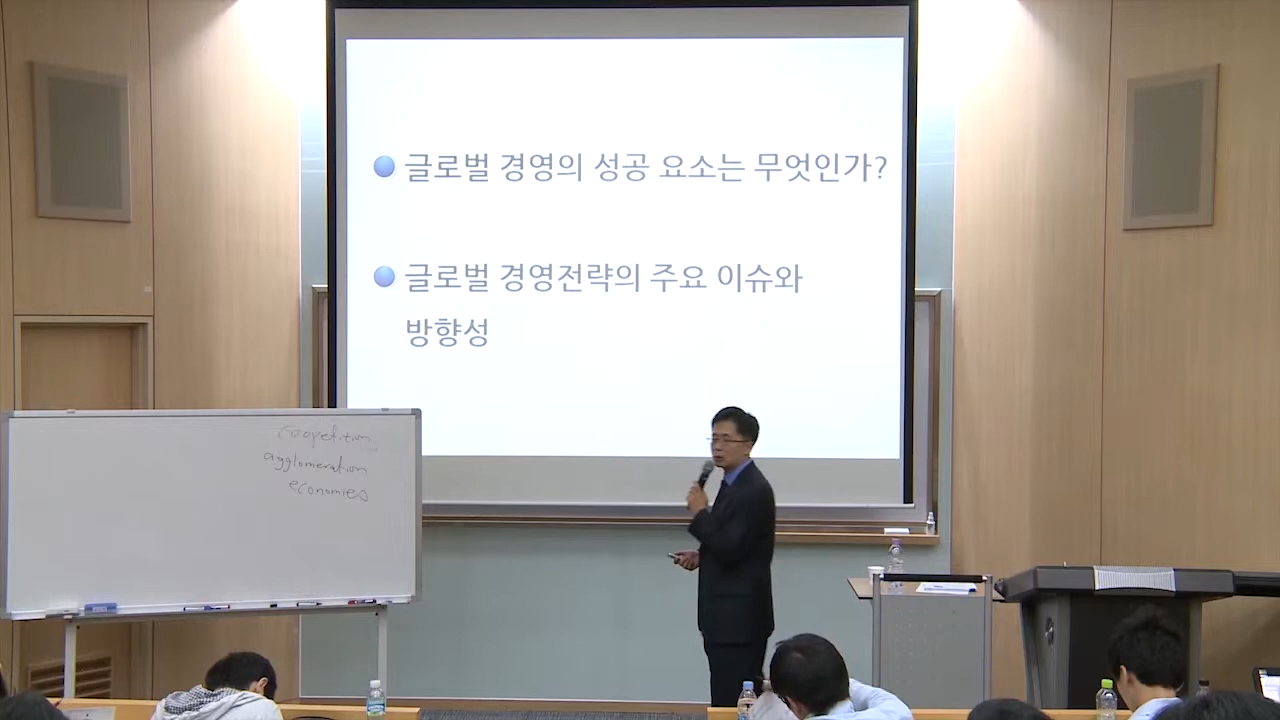 글로벌 경영의 성공 요소는 무엇인가?
글로벌 경영전략의 주요 이슈와
방향성
coopetition
agglomeration
economies